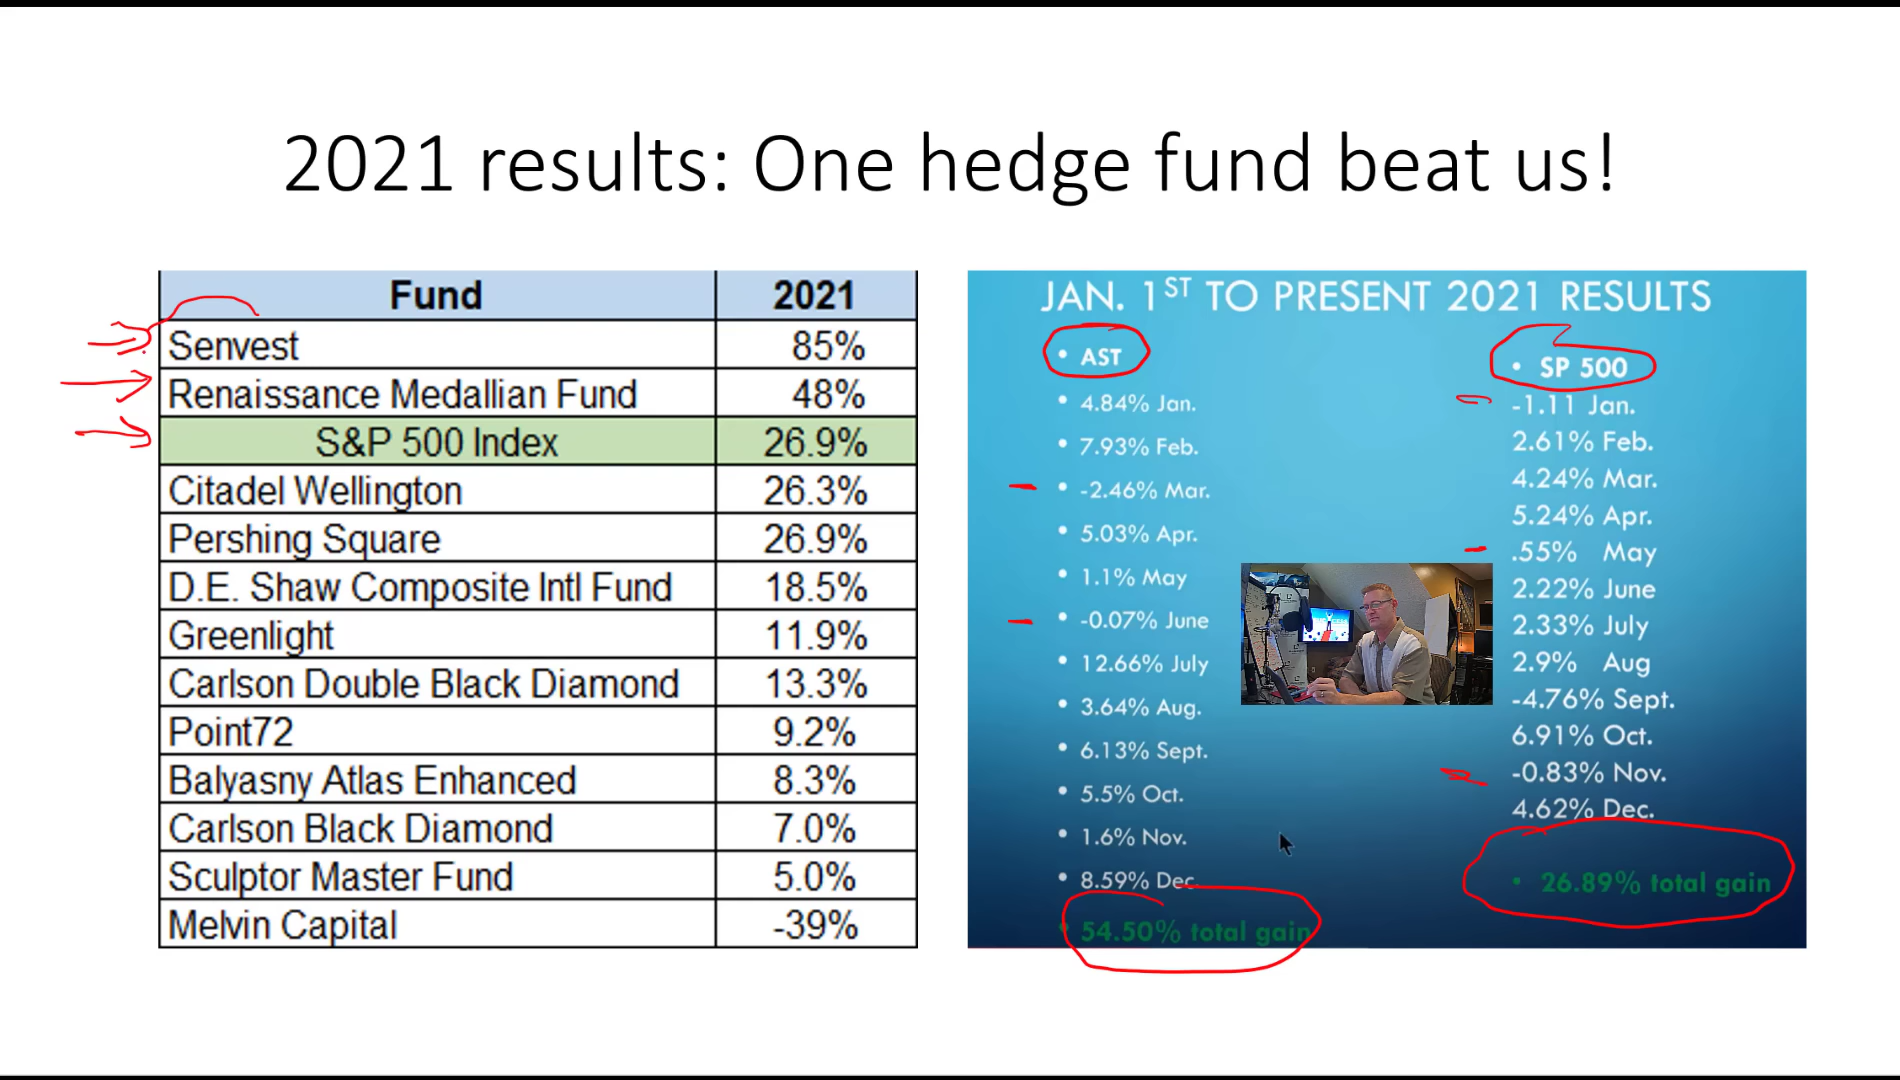 2021 results: One hedge fund beat us!
Fund 2021
Senvest 85%
Renaissance Medallian Fund 48%
S&P 500 Index 26.9%
Citadel Wellington 26.3%
Pershing Square 26.9%
D.E. Shaw Composite Intl Fund 18.5%
Greenlight 11.9%
Carlson Double Black Diamond 13.3%
Point72 9.2%
Balyasny Atlas Enhanced 8.3%
Carlson Black Diamond 7.0%
Sculptor Master Fund 5.0%
Melvin Capital -39%
JAN. 1ST TO PRESENT 2021 RESULTS
• AST
• 4.84% Jan.
• 7.93% Feb.
• -2.46% Mar.
• 5.03% Apr.
• 1.1% May
• -0.07% June
• 12.66% July
• 3.64% Aug.
• 6.13% Sept.
• 5.5% Oct.
• 1.6% Nov.
• 8.59% Dec.
• 54.50% total gain
• SP 500
-1.11 Jan.
2.61% Feb.
4.24% Mar.
5.24% Apr.
.55% May
2.22% June
2.33% July
2.9% Aug
-4.76% Sept.
6.91% Oct.
-0.83% Nov.
4.62% Dec.
• 26.89% total gain